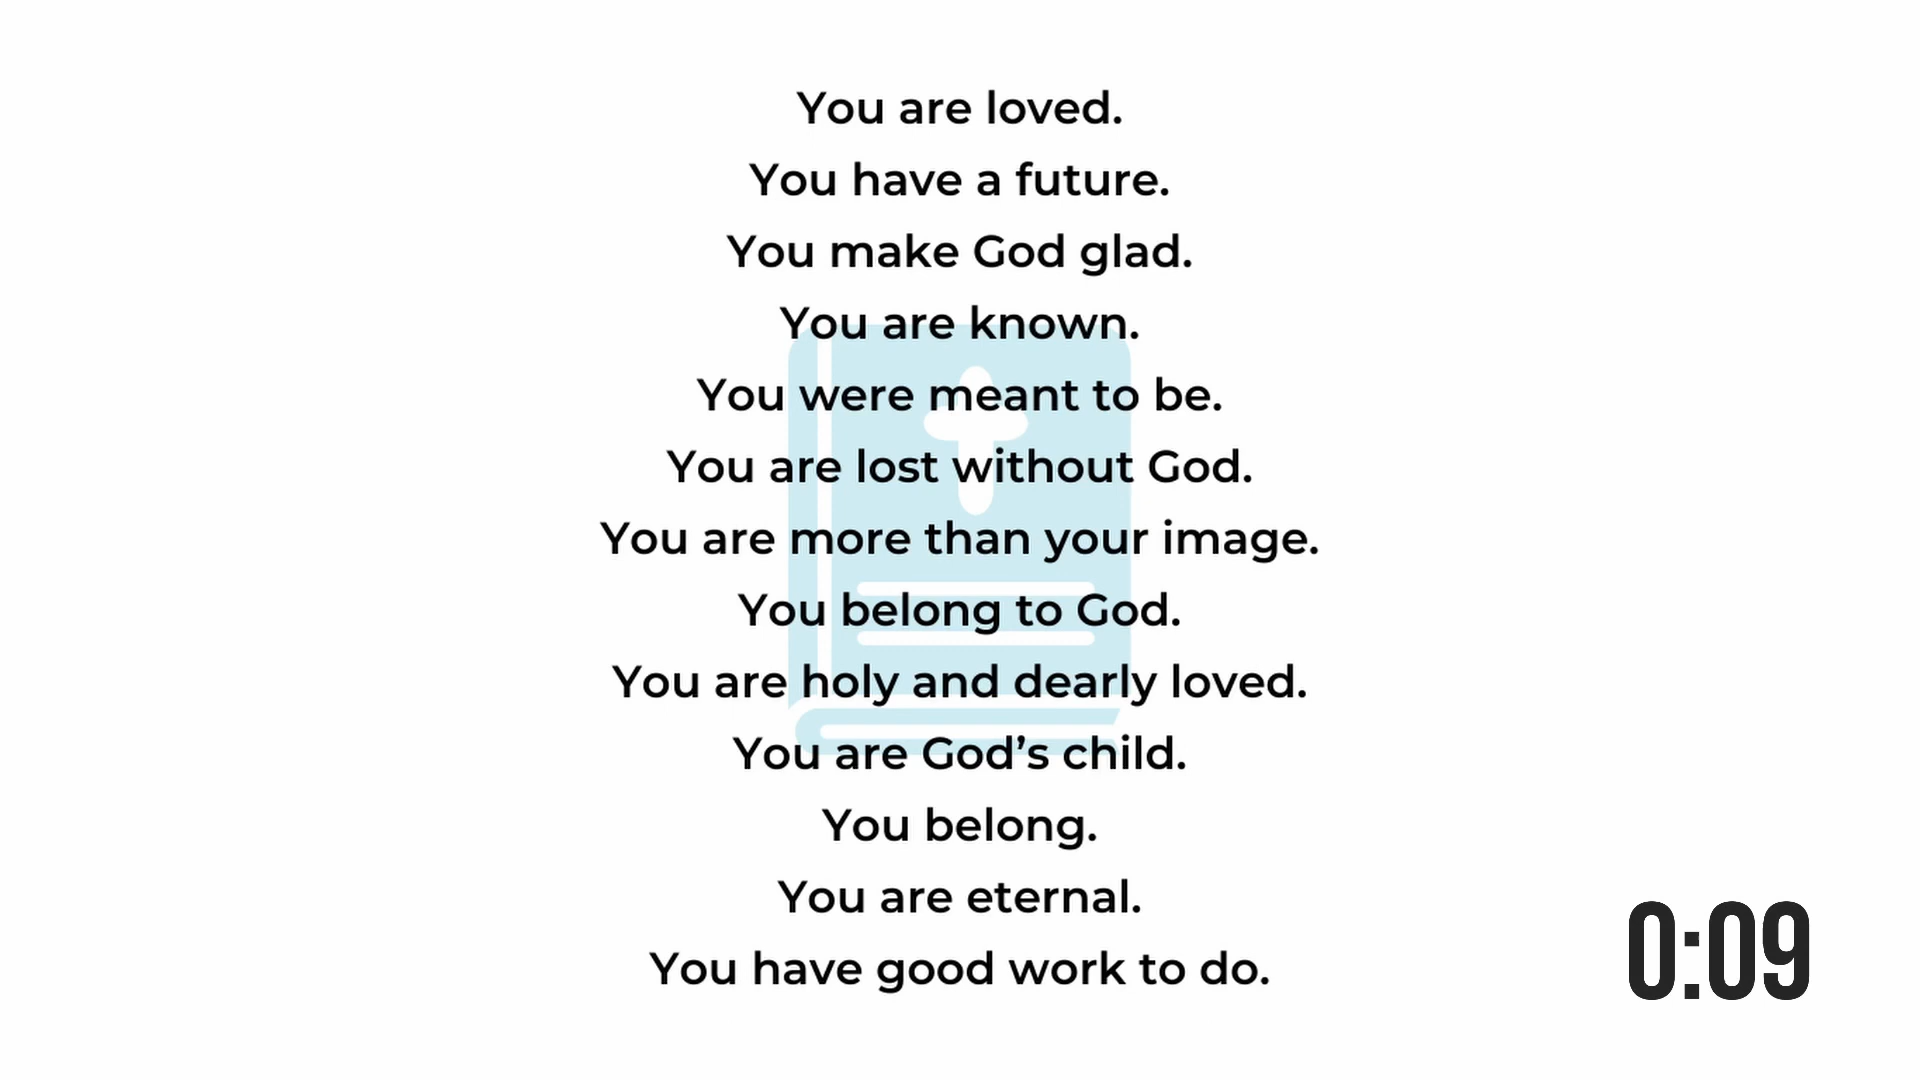 You are loved.
You have a future.
You make God glad.
You are known.
You were meant to be.
You are lost without God.
You are more than your image.
You belong to God.
You are holy and dearly loved.
You are God’s child.
You belong.
You are eternal.
You have good work to do.
0:09